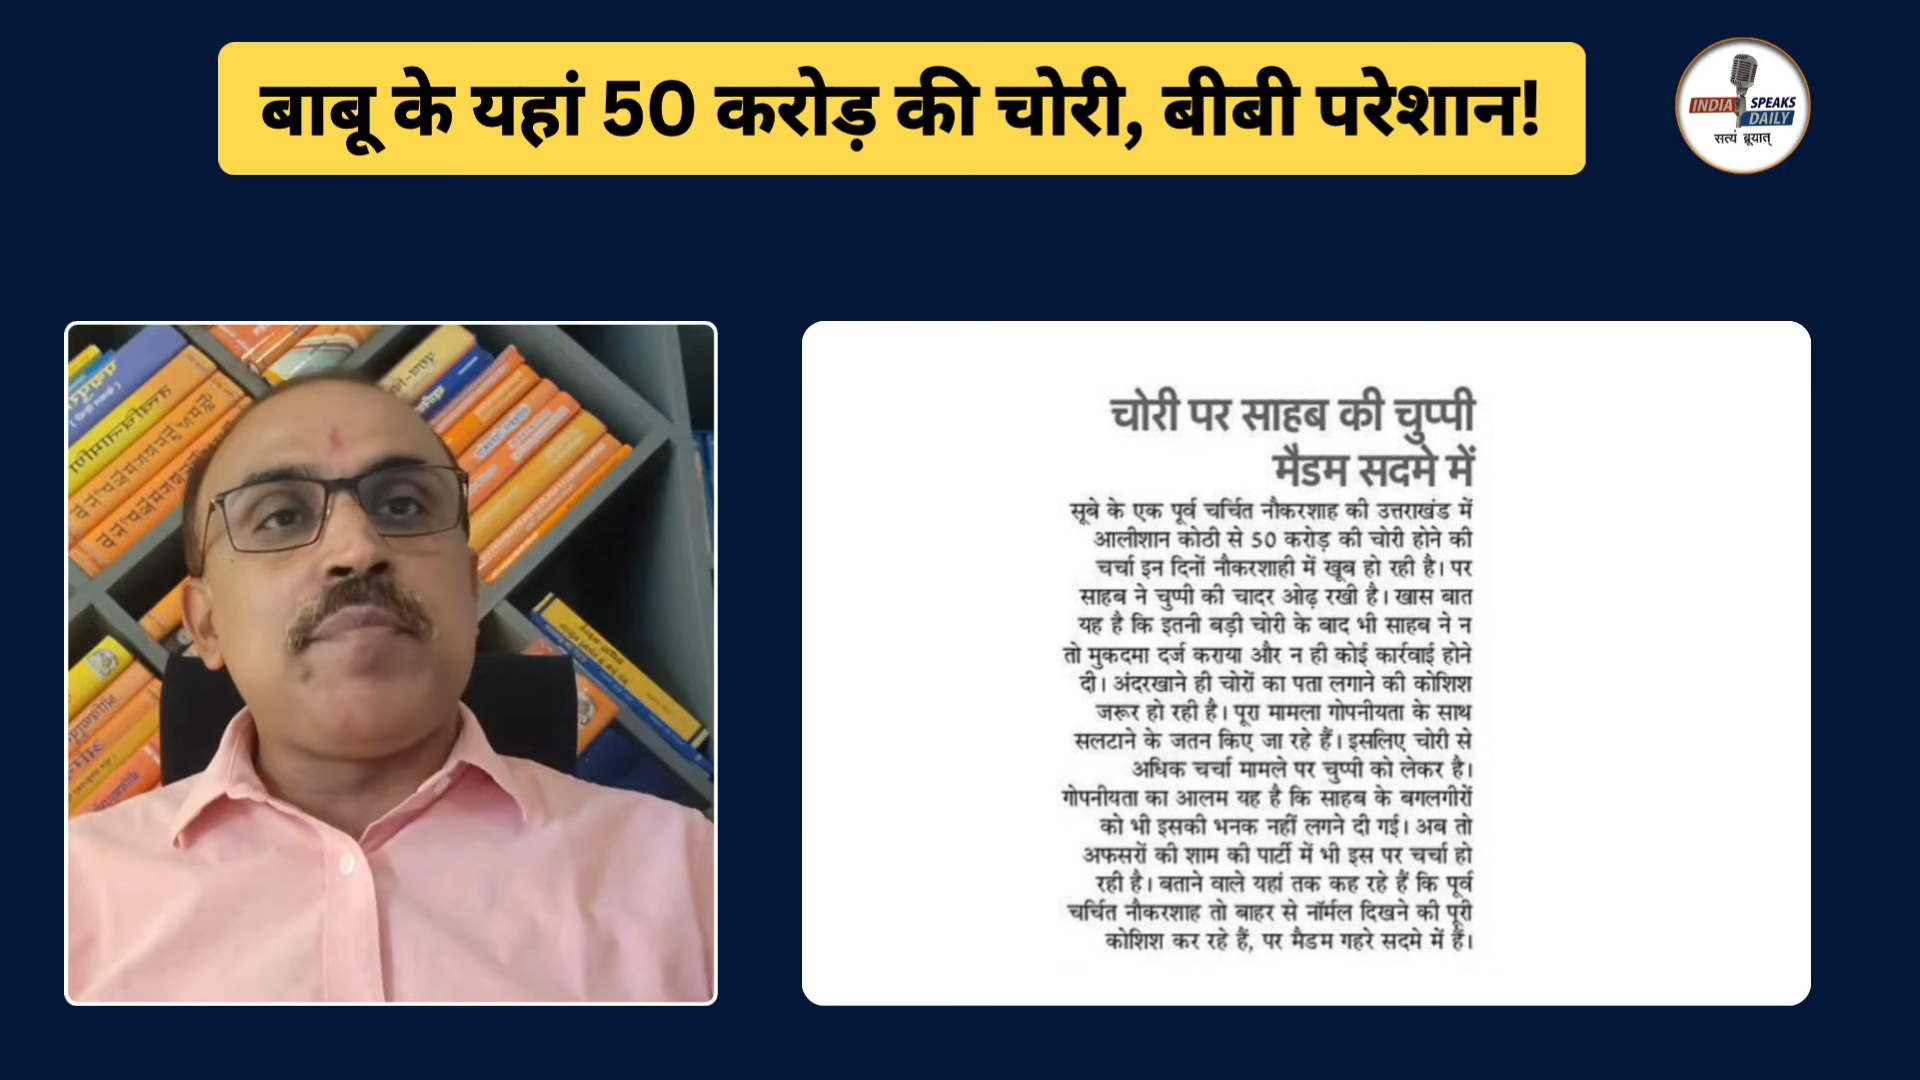 बाबू के यहां 50 करोड़ की चोरी, बीबी परेशान!
INDIA SPEAKS
DAILY
सत्यं ब्रूयात्
चोरी पर साहब की चुप्पी
मैडम सदमे में
सूबे के एक पूर्व चर्चित नौकरशाह की उत्तराखंड में
आलीशान कोठी से 50 करोड़ की चोरी होने की
चर्चा इन दिनों नौकरशाही में खूब हो रही है। पर
साहब ने चुप्पी की चादर ओढ़ रखी है। खास बात
यह है कि इतनी बड़ी चोरी के बाद भी साहब ने न
तो मुकदमा दर्ज कराया और न ही कोई कार्रवाई होने
दी। अंदरखाने ही चोरों का पता लगाने की कोशिश
जरूर हो रही है। पूरा मामला गोपनीयता के साथ
सलटाने के जतन किए जा रहे हैं। इसलिए चोरी से
अधिक चर्चा मामले पर चुप्पी को लेकर है।
गोपनीयता का आलम यह है कि साहब के बगलगीरों
को भी इसकी भनक नहीं लगने दी गई। अब तो
अफसरों की शाम की पार्टी में भी इस पर चर्चा हो
रही है। बताने वाले यहां तक कह रहे हैं कि पूर्व
चर्चित नौकरशाह तो बाहर से नॉर्मल दिखने की पूरी
कोशिश कर रहे हैं, पर मैडम गहरे सदमे में हैं।